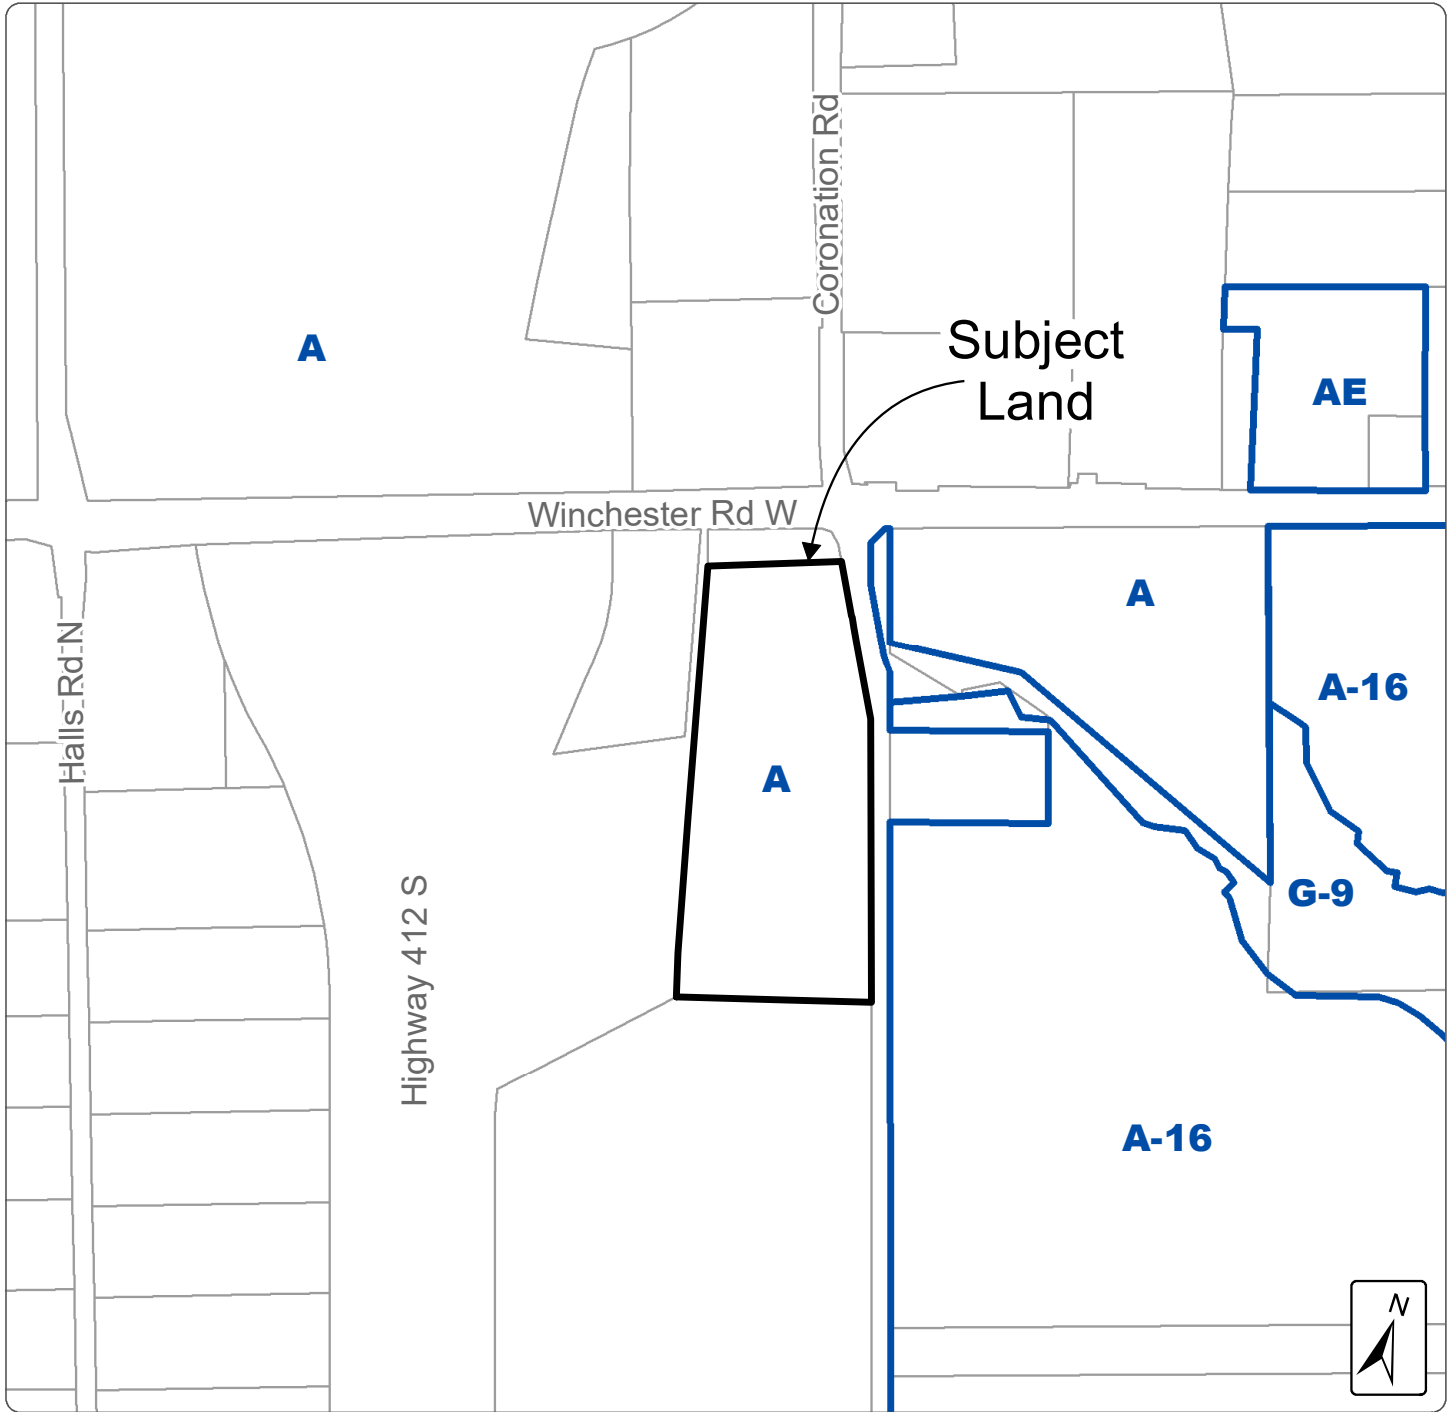 Coronation Rd
Subject
Land
A
AE
Winchester Rd W
A
A-16
Halls Rd N
A
G-9
Highway 412 S
A-16
N